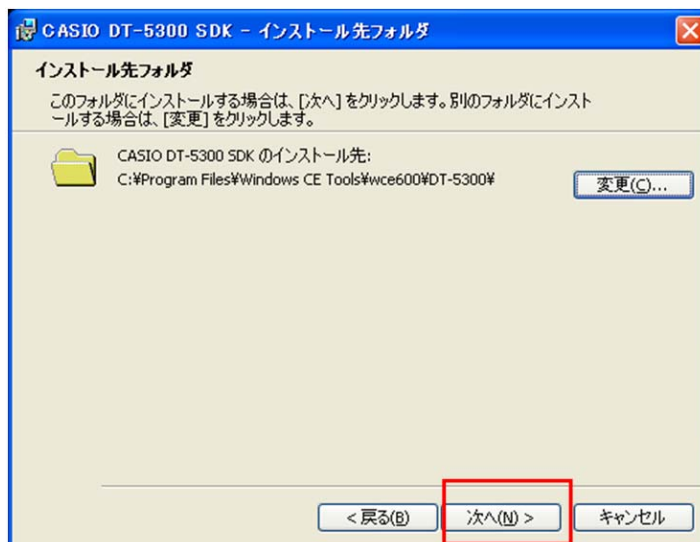 CASIO DT-5300 SDK - インストール先フォルダ
インストール先フォルダ
このフォルダにインストールする場合は、[次へ] をクリックします。別のフォルダにインスト
ールする場合は、[変更] をクリックします。
CASIO DT-5300 SDK のインストール先:
C:¥Program Files¥Windows CE Tools¥wce600¥DT-5300¥
変更(C)...
< 戻る(B)
次へ(N) >
キャンセル